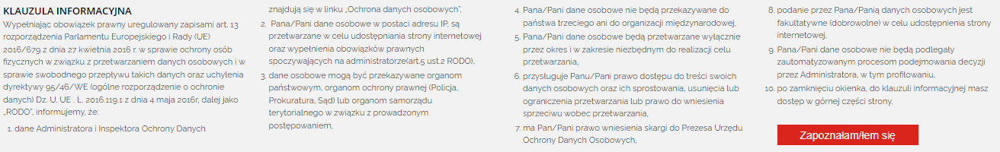 KLAUZULA INFORMACYJNA
Wypełniając obowiązek prawny uregulowany zapisami art. 13
rozporządzenia Parlamentu Europejskiego i Rady (UE)
2016/679 z dnia 27 kwietnia 2016 r. w sprawie ochrony osób
fizycznych w związku z przetwarzaniem danych osobowych i w
sprawie swobodnego przepływu takich danych oraz uchylenia
dyrektywy 95/46/WE (ogólne rozporządzenie o ochronie
danych) Dz. U. UE . L. 2016.119.1 z dnia 4 maja 2016r, dalej jako
„RODO”, informujemy, że:
1. dane Administratora i Inspektora Ochrony Danych
znajdują się w linku „Ochrona danych osobowych”,
2. Pana/Pani dane osobowe w postaci adresu IP, są
przetwarzane w celu udostępniania strony internetowej
oraz wypełnienia obowiązków prawnych
spoczywających na administratorze(art.5 ust.2 RODO),
3. dane osobowe mogą być przekazywane organom
państwowym, organom ochrony prawnej (Policja,
Prokuratura, Sąd) lub organom samorządu
terytorialnego w związku z prowadzonym
postępowaniem,
4. Pana/Pani dane osobowe nie będą przekazywane do
państwa trzeciego ani do organizacji międzynarodowej,
5. Pana/Pani dane osobowe będą przetwarzane wyłącznie
przez okres i w zakresie niezbędnym do realizacji celu
przetwarzania,
6. przysługuje Panu/Pani prawo dostępu do treści swoich
danych osobowych oraz ich sprostowania, usunięcia lub
ograniczenia przetwarzania lub prawo do wniesienia
sprzeciwu wobec przetwarzania,
7. ma Pan/Pani prawo wniesienia skargi do Prezesa Urzędu
Ochrony Danych Osobowych,
8. podanie przez Pana/Panią danych osobowych jest
fakultatywne (dobrowolne) w celu udostępnienia strony
internetowej,
9. Pana/Pani dane osobowe nie będą podlegały
zautomatyzowanym procesom podejmowania decyzji
przez Administratora, w tym profilowaniu,
10. po zamknięciu okienka, do klauzuli informacyjnej masz
dostęp w górnej części strony.
Zapoznałam/łem się